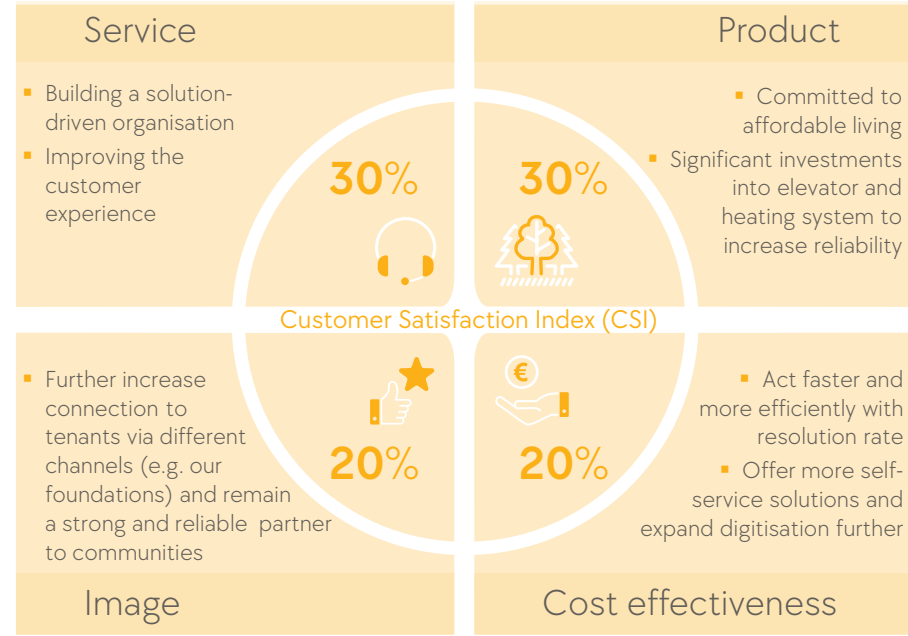 Service
▪ Building a solution-
driven organisation
▪ Improving the
customer
experience
30%
Product
▪ Committed to
affordable living
▪ Significant investments
into elevator and
heating system to
increase reliability
30%
Customer Satisfaction Index (CSI)
▪ Further increase
connection to
tenants via different
channels (e.g. our
foundations) and remain
a strong and reliable partner
to communities
20%
Image
€
20%
▪ Act faster and
more efficiently with
resolution rate
▪ Offer more self-
service solutions and
expand digitisation further
Cost effectiveness